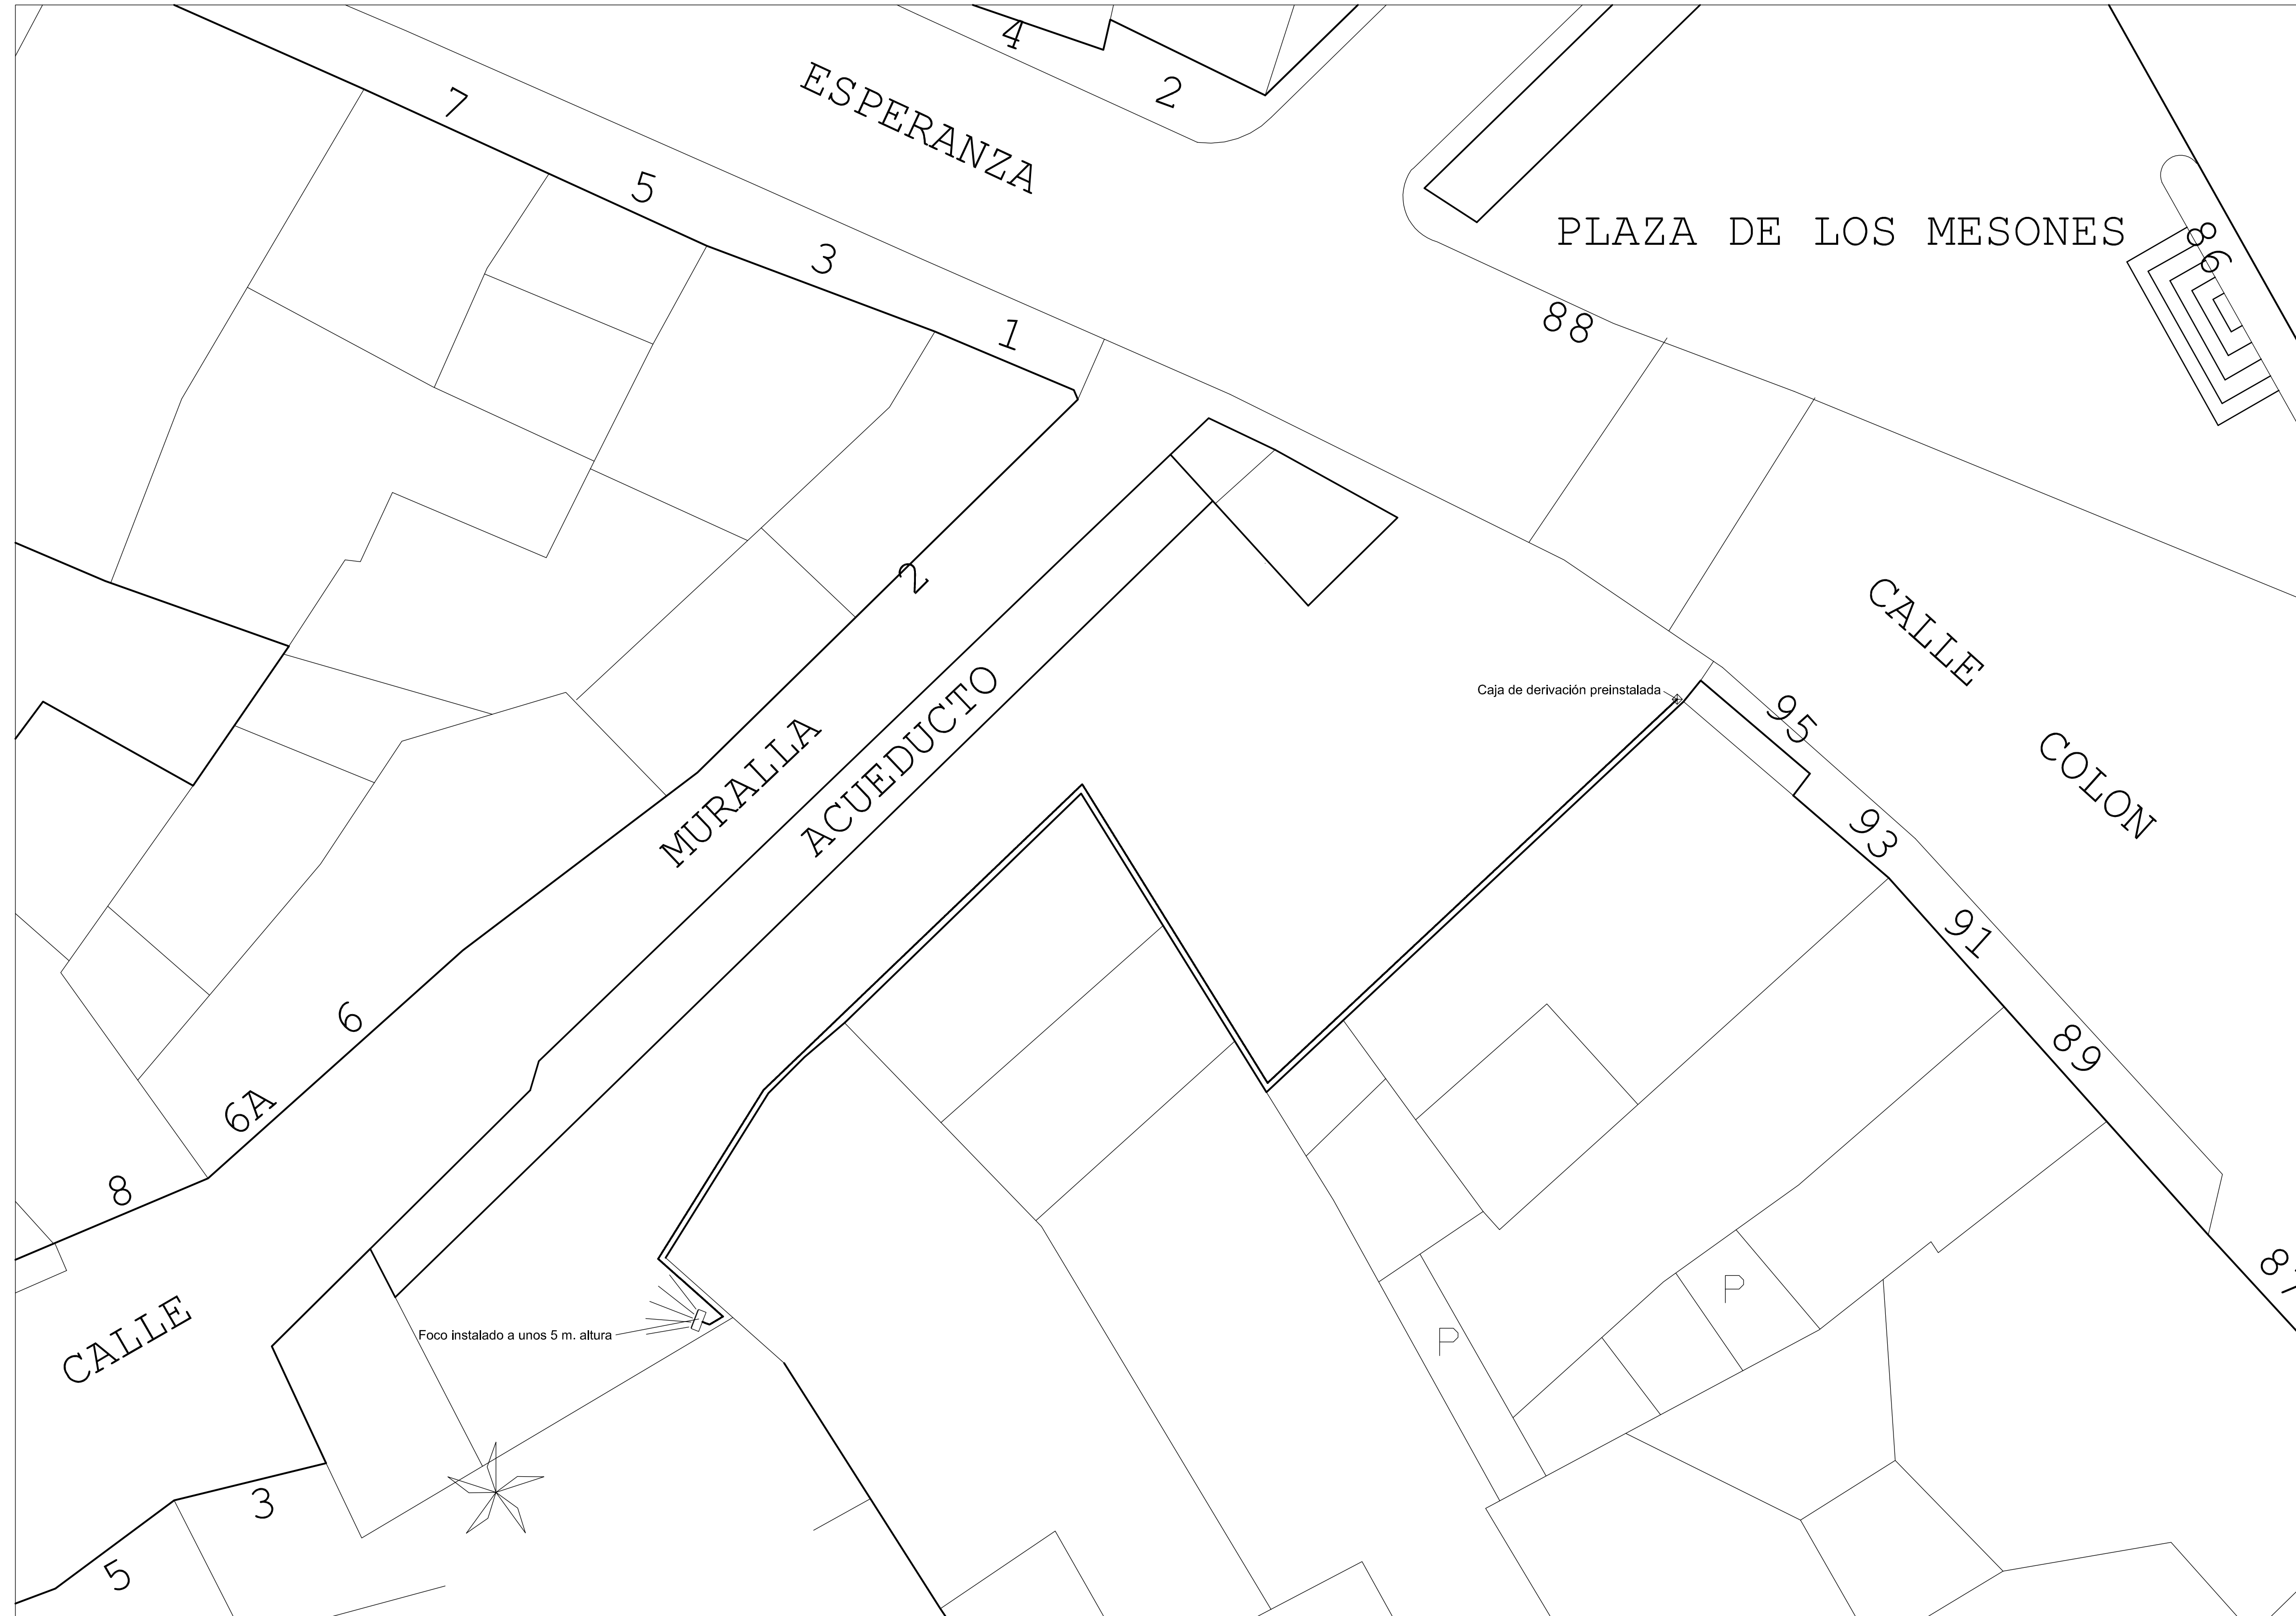 4
2
7
ESPERANZA
5
3
1
PLAZA DE LOS MESONES
86
88
2
CALLE
COLON
Caja de derivación preinstalada
95
93
91
89
87
MURALLA
ACUEDUCTO
6
6A
8
P
P
CALLE
Foco instalado a unos 5 m. altura
3
5